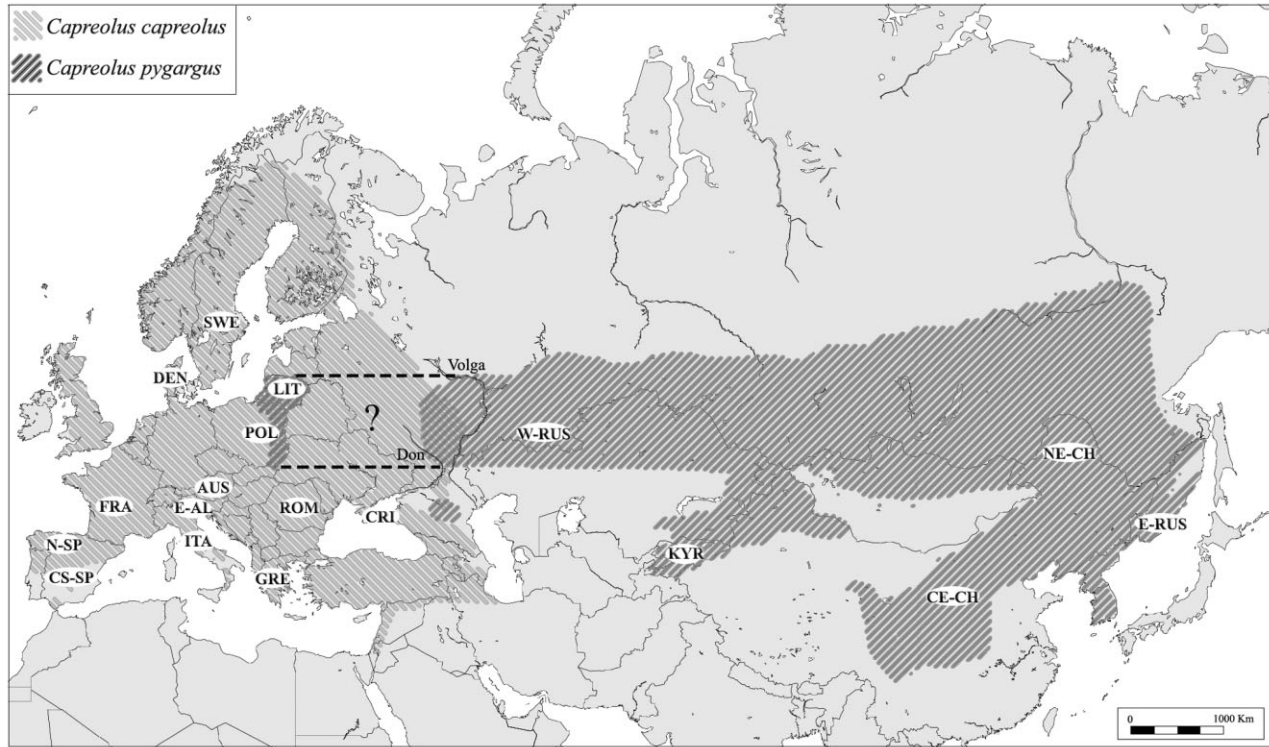 Capreolus capreolus
Capreolus pygargus
SWE
Volga
DEN
LIT
?
POL
W-RUS
Don
NE-CH
AUS
FRA
E-AL
ROM
CRI
E-RUS
N-SP
ITA
KYR
CS-SP
GRE
CE-CH
0 1000 Km